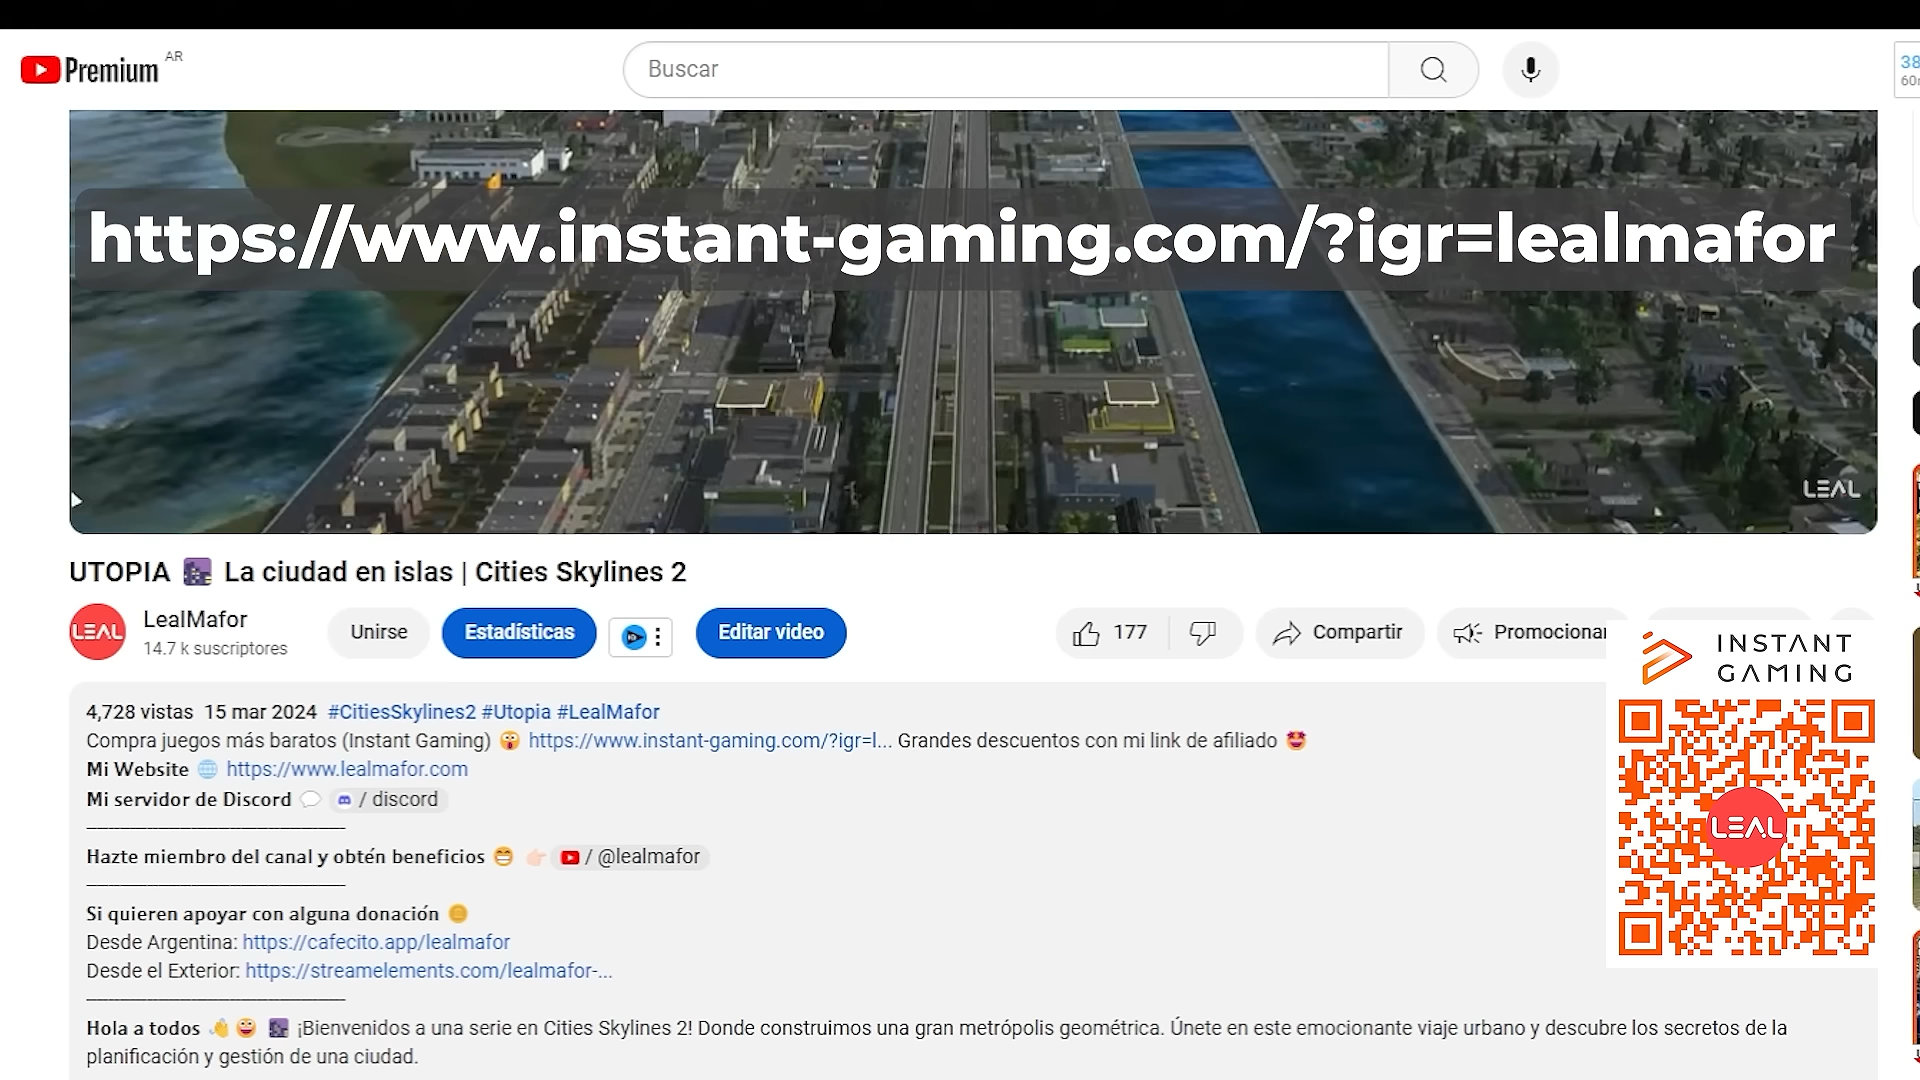 Premium AR
Buscar
38
https://www.instant-gaming.com/?igr=lealmafor
LEAL
UTOPIA 🌆 La ciudad en islas | Cities Skylines 2
LEAL
LealMafor
14.7 k suscriptores
Unirse
Estadísticas
Editar video
177
Compartir
Promocionar
INSTANT
GAMING
4,728 vistas 15 mar 2024 #CitiesSkylines2 #Utopia #LealMafor
Compra juegos más baratos (Instant Gaming) 😲 https://www.instant-gaming.com/?igr=l... Grandes descuentos con mi link de afiliado 🤩
Mi Website 🌐 https://www.lealmafor.com
Mi servidor de Discord 💬 / discord
LEAL
Hazte miembro del canal y obtén beneficios 😁 👉🏻 / @lealmafor
Si quieren apoyar con alguna donación 🪙
Desde Argentina: https://cafecito.app/lealmafor
Desde el Exterior: https://streamelements.com/lealmafor-...
Hola a todos 👋 😀 🌆 ¡Bienvenidos a una serie en Cities Skylines 2! Donde construimos una gran metrópolis geométrica. Únete en este emocionante viaje urbano y descubre los secretos de la
planificación y gestión de una ciudad.